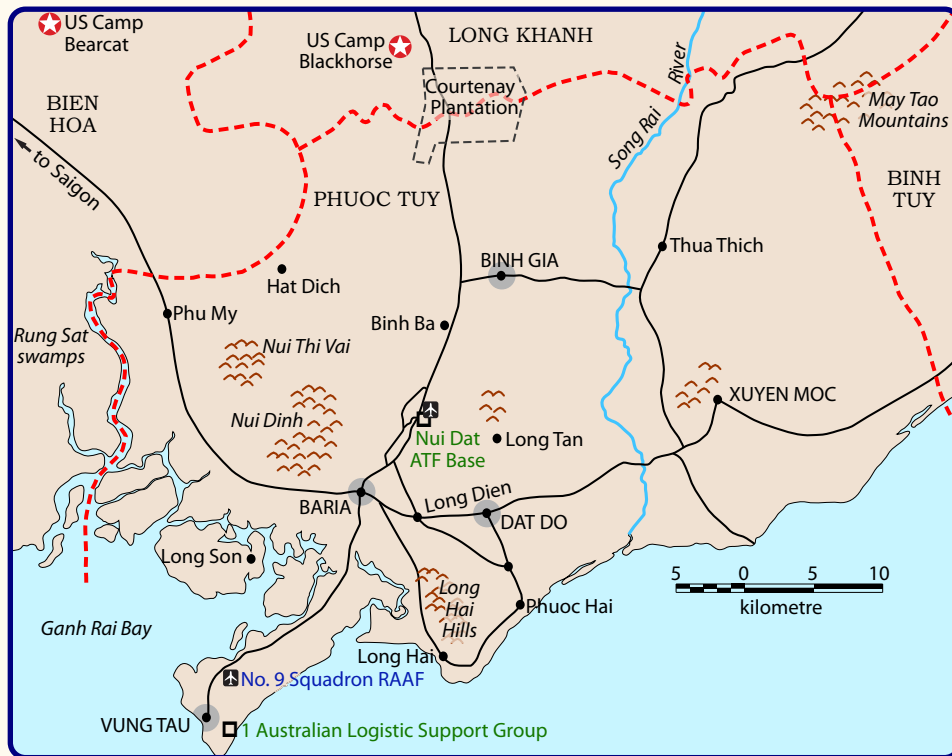 US Camp
Bearcat
US Camp
Blackhorse
LONG KHANH
River
Song Rai
Courtenay
Plantation
May Tao
Mountains
BIEN
HOA
to Saigon
PHUOC TUY
BINH
TUY
Thua Thich
BINH GIA
Hat Dich
Phu My
Binh Ba
Rung Sat
swamps
Nui Thi Vai
XUYEN MOC
Nui Dinh
Nui Dat
ATF Base
Long Tan
BARIA
Long Dien
DAT DO
Long Son
Long
Hai
Hills
Phuoc Hai
5 0 5 10
kilometre
Ganh Rai Bay
Long Hai
No. 9 Squadron RAAF
VUNG TAU
1 Australian Logistic Support Group